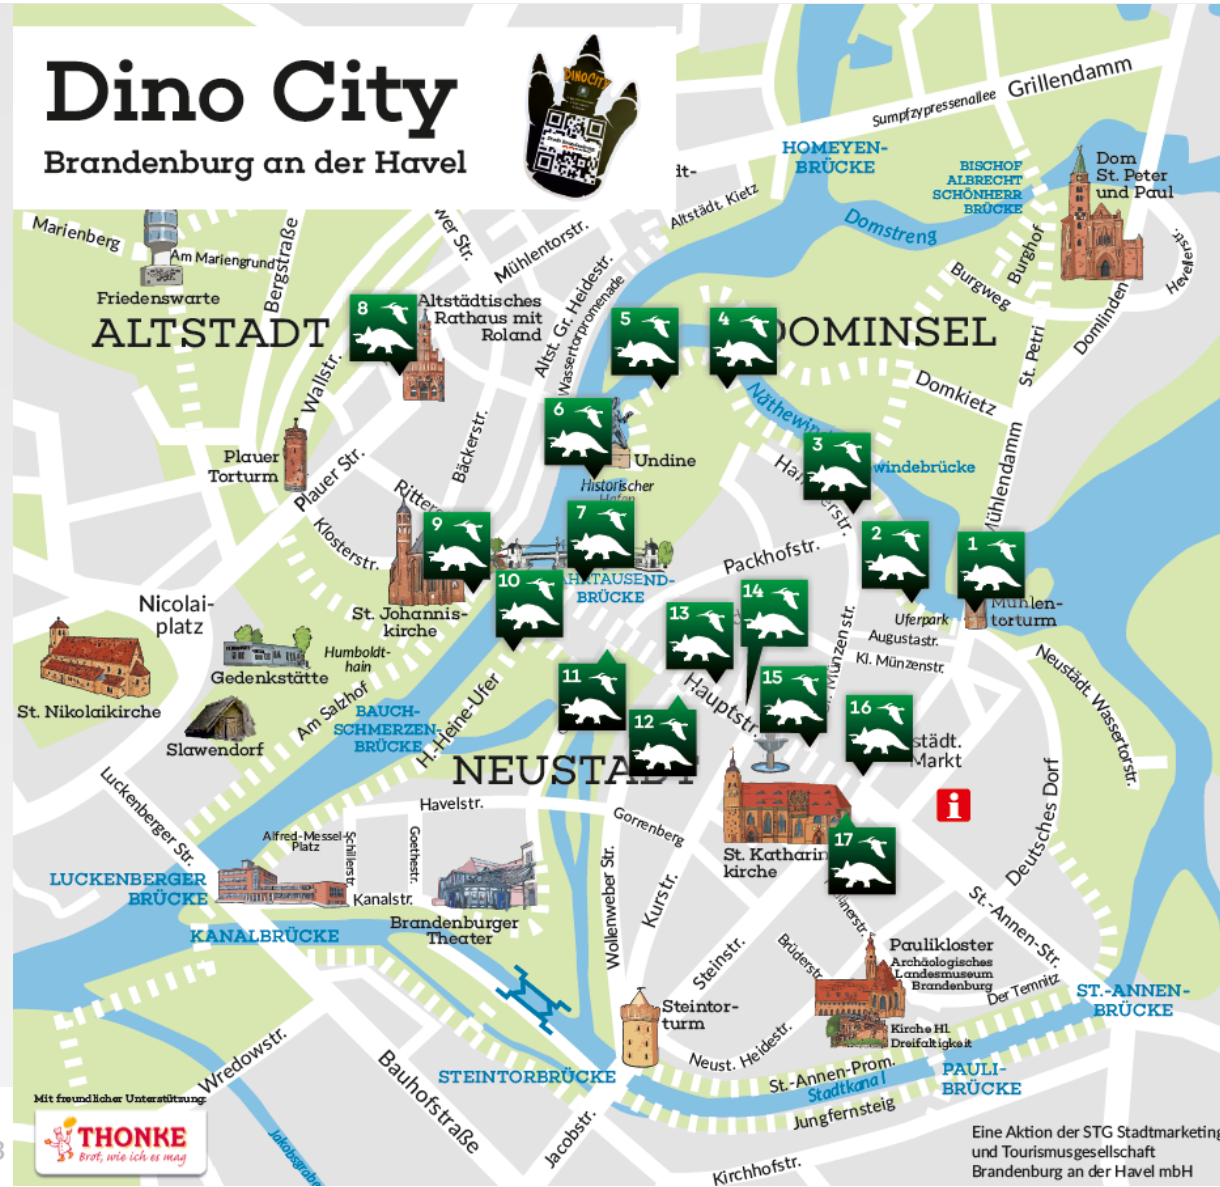 Dino City
Brandenburg an der Havel
DINOCITY
Grillendamm
Sumpfzypressenallee
HOMEYEN-
BRÜCKE
BISCHOF
ALBRECHT
SCHÖNHERR
BRÜCKE
Dom
St. Peter
und Paul
Altstädt. Kietz
Domstreng
Burghof
Burgweg
Hevellerstr.
Domlinden
St. Petri
Marienberg
Am Mariengrund
Bergstraße
Friedenswarte
Mühlentorstr.
Altst. Gr. Heidestr.
Wassertorpromenade
ALTSTADT
8
Altstädtisches
Rathaus mit
Roland
5
4
DOMINSEL
Domkietz
Wallstr.
Bäckerstr.
6
Undine
Historischer
Hafen
3
windebrücke
Mühlendamm
Plauer
Torturm
Plauer Str.
Klosterstr.
9
7
Packhofstr.
2
1
Mühlen-
torturm
10
BRÜCKE
St. Johannis-
kirche
Nicolai-
platz
Humboldt-
hain
Gedenkstätte
St. Nikolaikirche
Slawendorf
Am Salzhof
BAUCH-
SCHMERZEN-
BRÜCKE
H.-Heine-Ufer
14
13
Uferpark
Augustastr.
Kl. Münzenstr.
Münzen str.
Neustädt. Wassertorstr.
11
12
Hauptstr.
15
16
städt.
Markt
NEUSTADT
Luckenberger Str.
Havelstr.
Gorrenberg
i
Deutsches Dorf
Alfred-Messel-
Platz
Schillerstr.
Goethestr.
Kanalstr.
LUCKENBERGER
BRÜCKE
KANALBRÜCKE
Brandenburger
Theater
Wollenweber Str.
Kurstr.
St. Katharin
kirche
17
St.-Annen-Str.
Steinstr.
Brüderstr.
Paulikloster
Archäologisches
Landesmuseum
Brandenburg
Der Temnitz
ST.-ANNEN-
BRÜCKE
Steintor-
turm
Kirche Hl.
Dreifaltigkeit
Neust. Heidestr.
St.-Annen-Prom.
Stadtkanal
Jungfernsteig
PAULI-
BRÜCKE
STEINTORBRÜCKE
Wredowstr.
Bauhofstraße
Jacobstr.
Kirchhofstr.
Mit freundlicher Unterstützung:
THONKE
Brot, wie ich es mag
Eine Aktion der STG Stadtmarketing
und Tourismusgesellschaft
Brandenburg an der Havel mbH